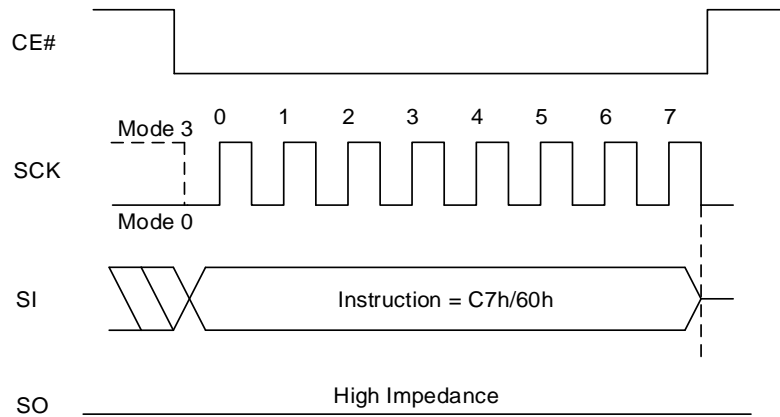 CE#
Mode 3
0 1 2 3 4 5 6 7
SCK
Mode 0
SI
Instruction = C7h/60h
SO
High Impedance